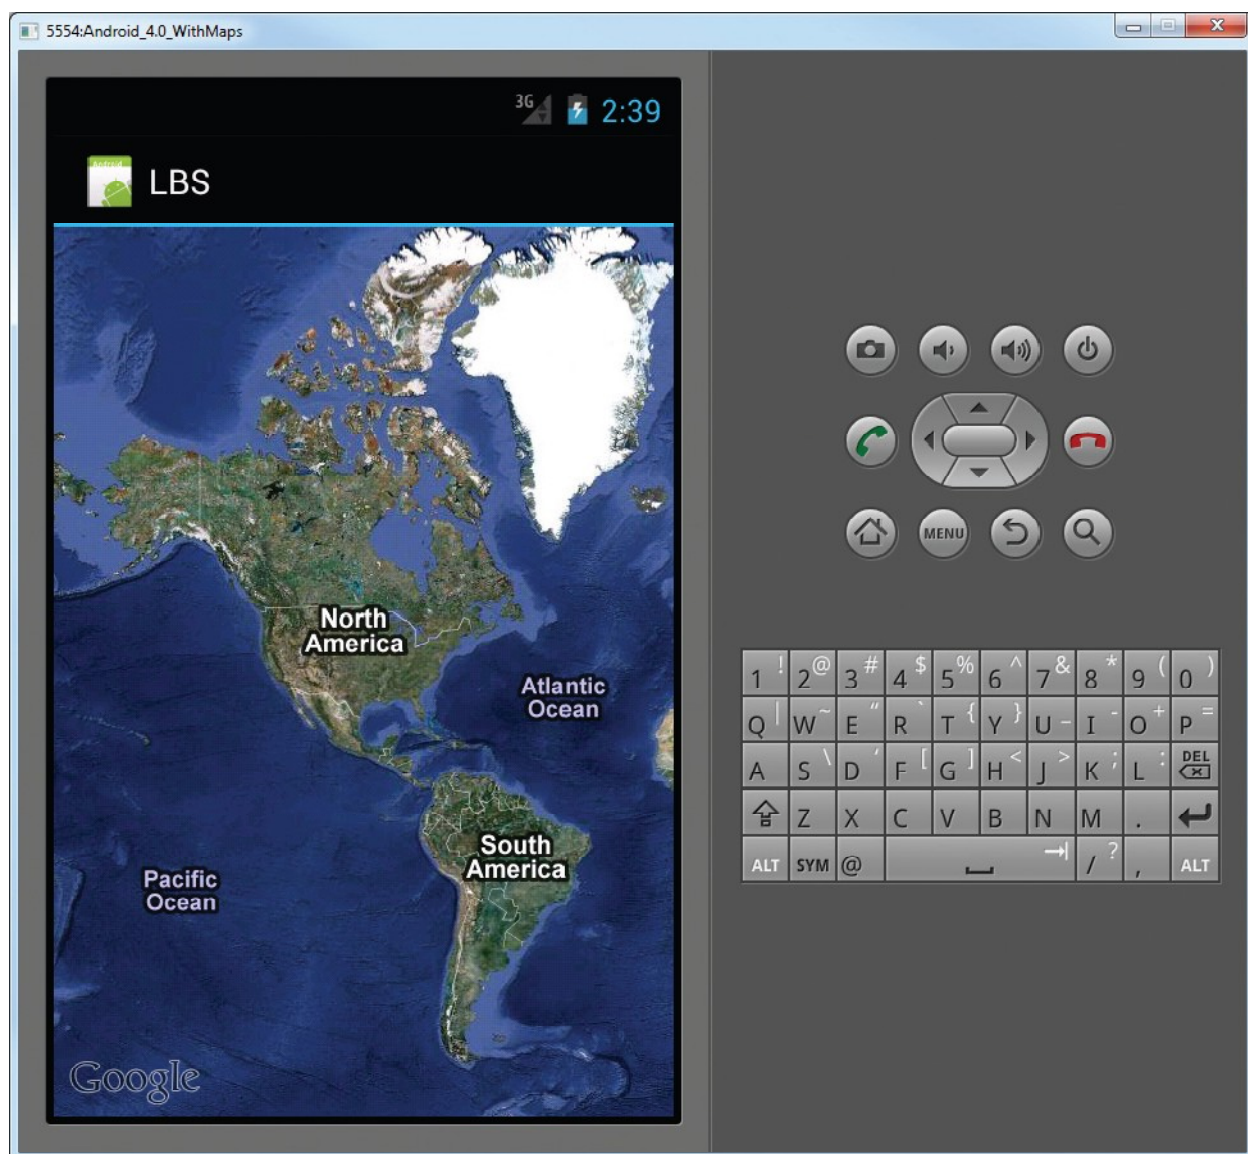 5554:Android_4.0_WithMaps
3G 2:39
Android
LBS
North
America
Atlantic
Ocean
South
America
Pacific
Ocean
Google
MENU
1 ! 2 @ 3 # 4 $ 5 % 6 ^ 7 & 8 * 9 ( 0 )
Q | W ~ E " R ` T { Y } U _ I - O + P =
A S \ D ' F [ G ] H < J > K ; L : DEL
Z X C V B N M .
ALT SYM @ / ? , ALT